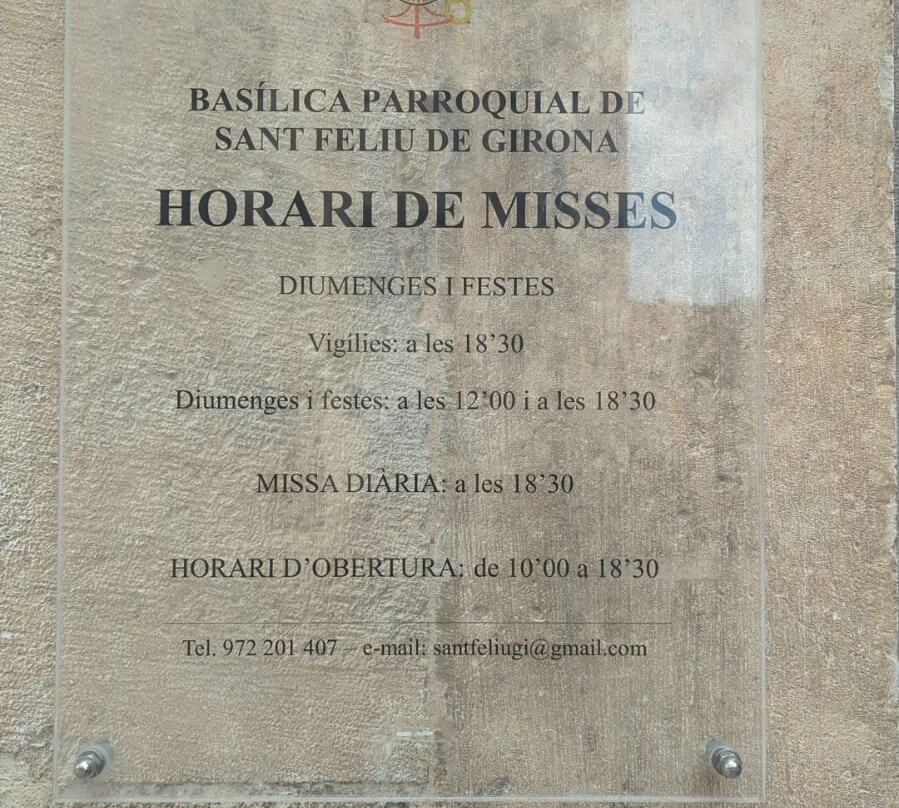 BASÍLICA PARROQUIAL DE
SANT FELIU DE GIRONA
HORARI DE MISSES
DIUMENGES I FESTES
Vigílies: a les 18’30
Diumenges i festes: a les 12’00 i a les 18’30
MISSA DIÀRIA: a les 18’30
HORARI D’OBERTURA: de 10’00 a 18’30
Tel. 972 201 407 – e-mail: santfeliugi@gmail.com